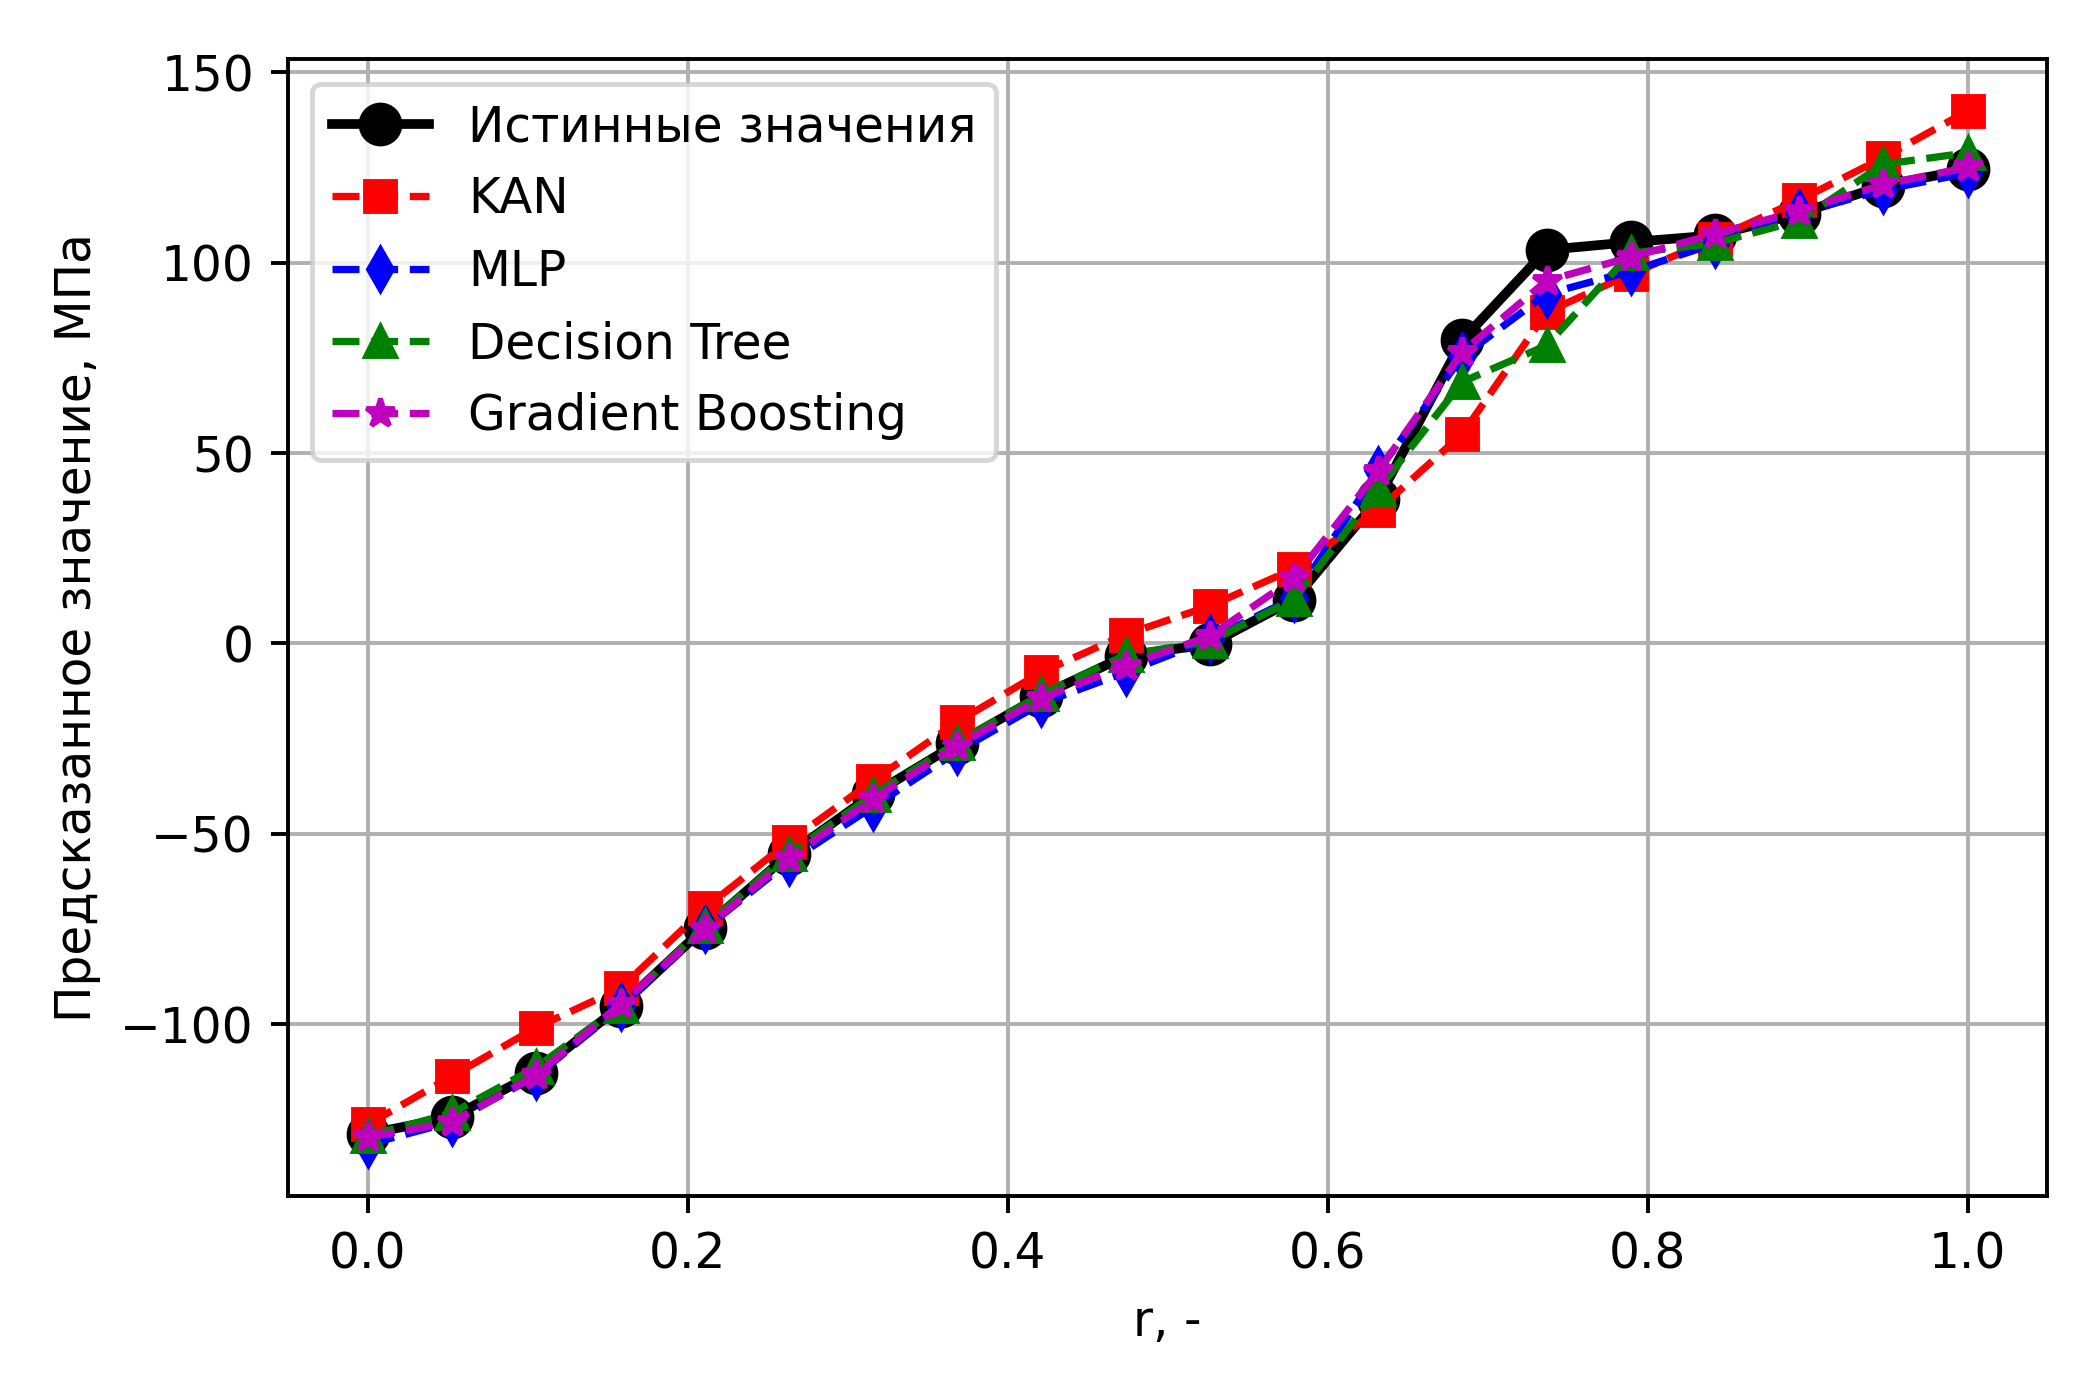 150
100
50
0
−50
−100
Предсказанное значение, МПа
Истинные значения
KAN
MLP
Decision Tree
Gradient Boosting
0.0 0.2 0.4 0.6 0.8 1.0
r, -